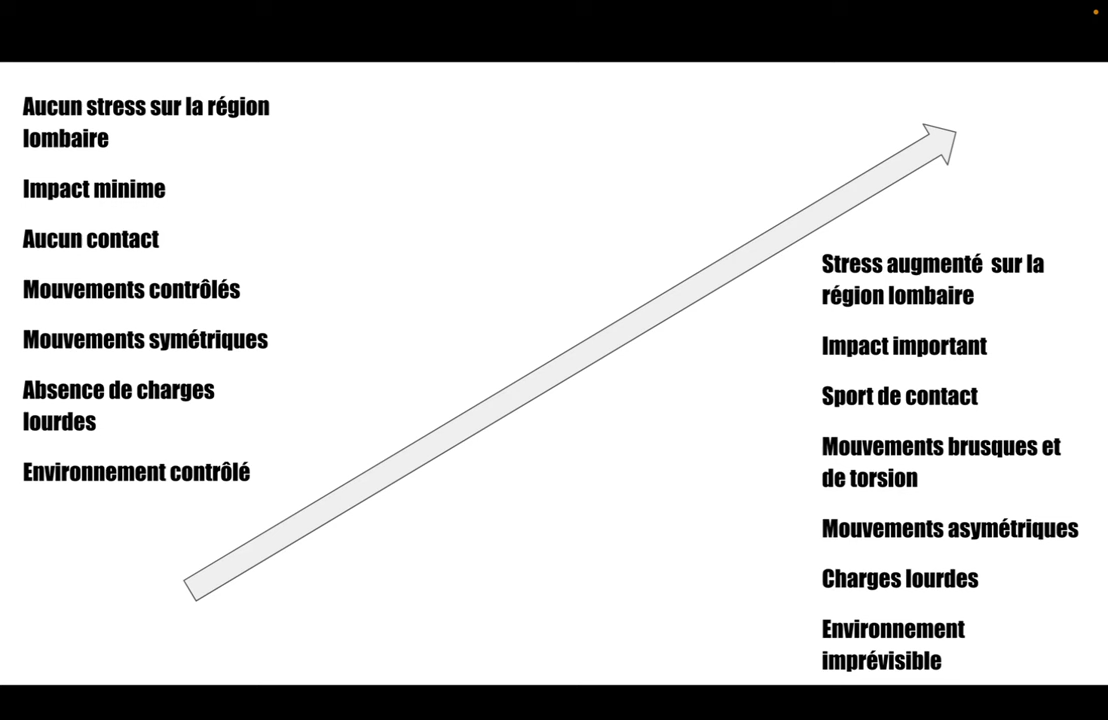 Aucun stress sur la région
lombaire
Impact minime
Aucun contact
Mouvements contrôlés
Mouvements symétriques
Absence de charges
lourdes
Environnement contrôlé
Stress augmenté  sur la
région lombaire
Impact important
Sport de contact
Mouvements brusques et
de torsion
Mouvements asymétriques
Charges lourdes
Environnement
imprévisible